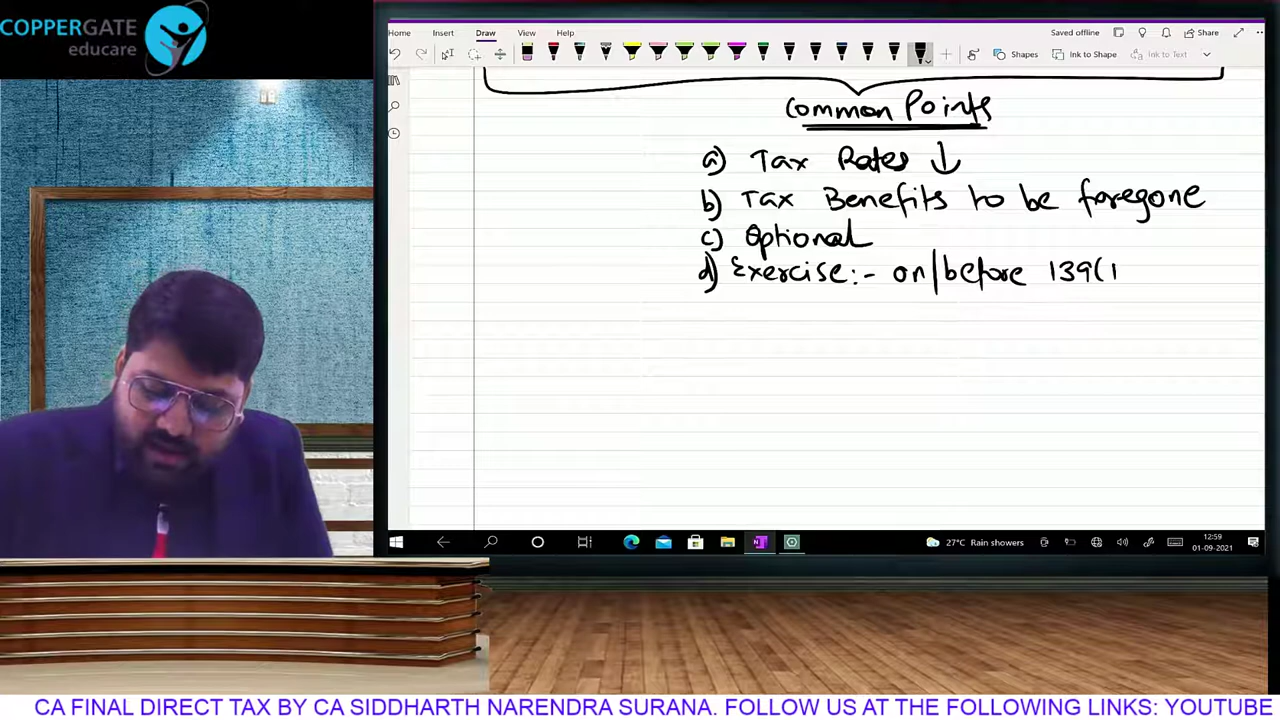 COPPERGATE
educare
Home Insert Draw View Help
Saved offline
Share
Shapes
Ink to Shape
Ink to Text
Common Points
a) Tax Rates ↓
b) Tax Benefits to be foregone
c) Optional
d) Exercise:- on/before 139(1
27°C Rain showers
12:59
01-09-2021
CA FINAL DIRECT TAX BY CA SIDDHARTH NARENDRA SURANA. FOLLOW US AT THE FOLLOWING LINKS: YOUTUBE